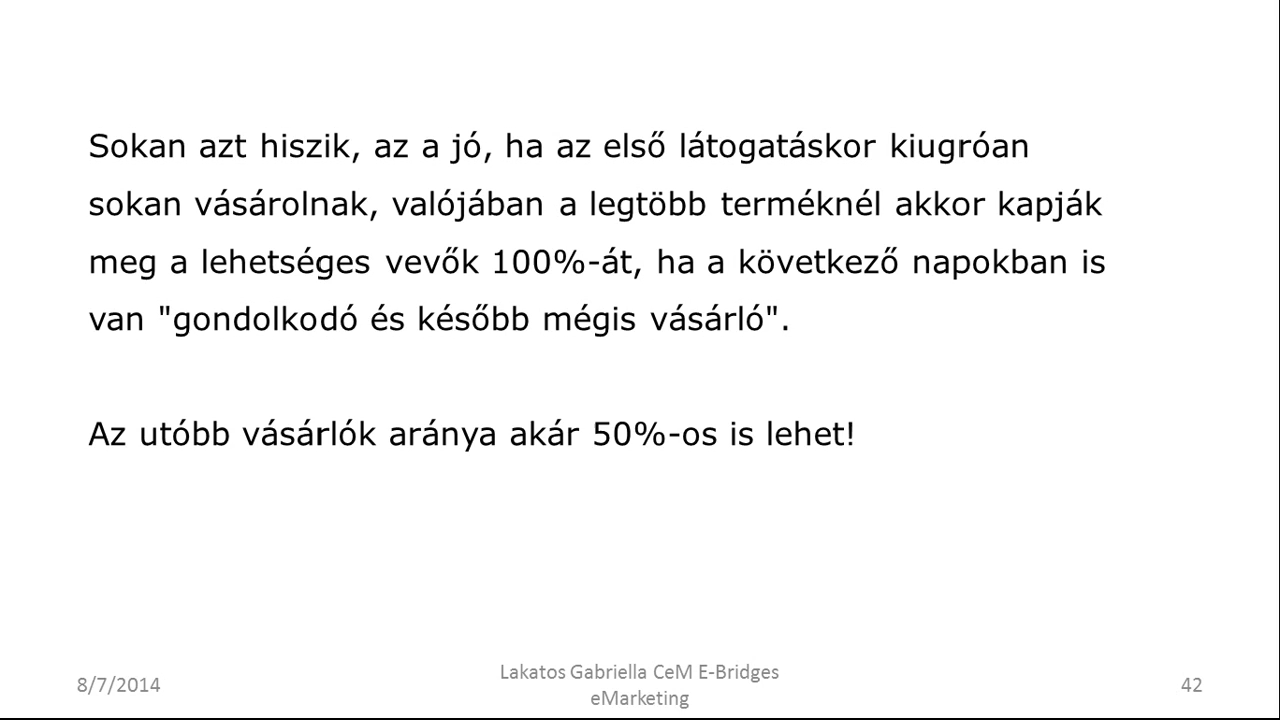 Sokan azt hiszik, az a jó, ha az első látogatáskor kiugróan
sokan vásárolnak, valójában a legtöbb terméknél akkor kapják
meg a lehetséges vevők 100%-át, ha a következő napokban is
van "gondolkodó és később mégis vásárló".
Az utóbb vásárlók aránya akár 50%-os is lehet!
8/7/2014
Lakatos Gabriella CeM E-Bridges
eMarketing
42